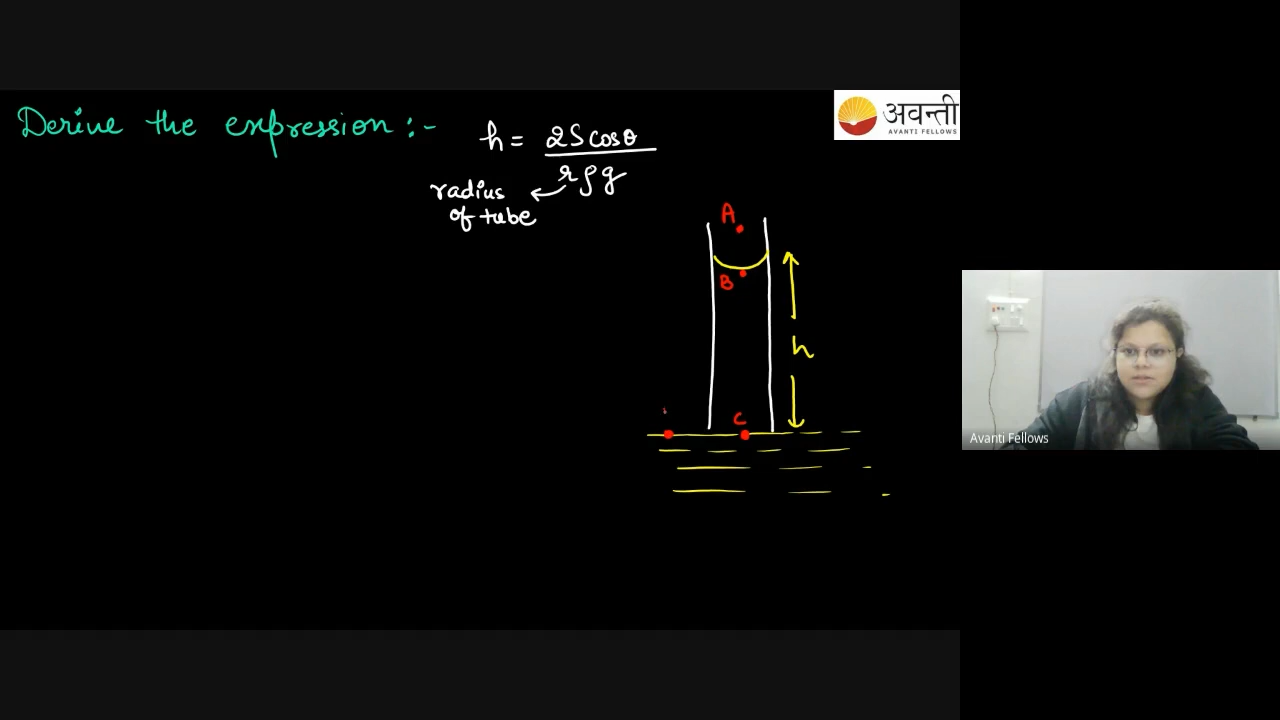 Derive the expression :-
h = 2S cosθ
rρg
radius
of tube
अवन्ती
AVANTI FELLOWS
A
B
h
C
Avanti Fellows